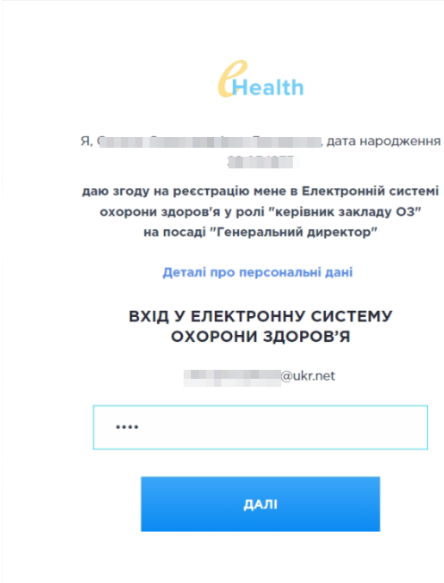 eHealth
Я, дата народження
даю згоду на реєстрацію мене в Електронній системі
охорони здоров'я у ролі "керівник закладу ОЗ"
на посаді "Генеральний директор"
Деталі про персональні дані
ВХІД У ЕЛЕКТРОННУ СИСТЕМУ
ОХОРОНИ ЗДОРОВ'Я
@ukr.net
••••
ДАЛІ